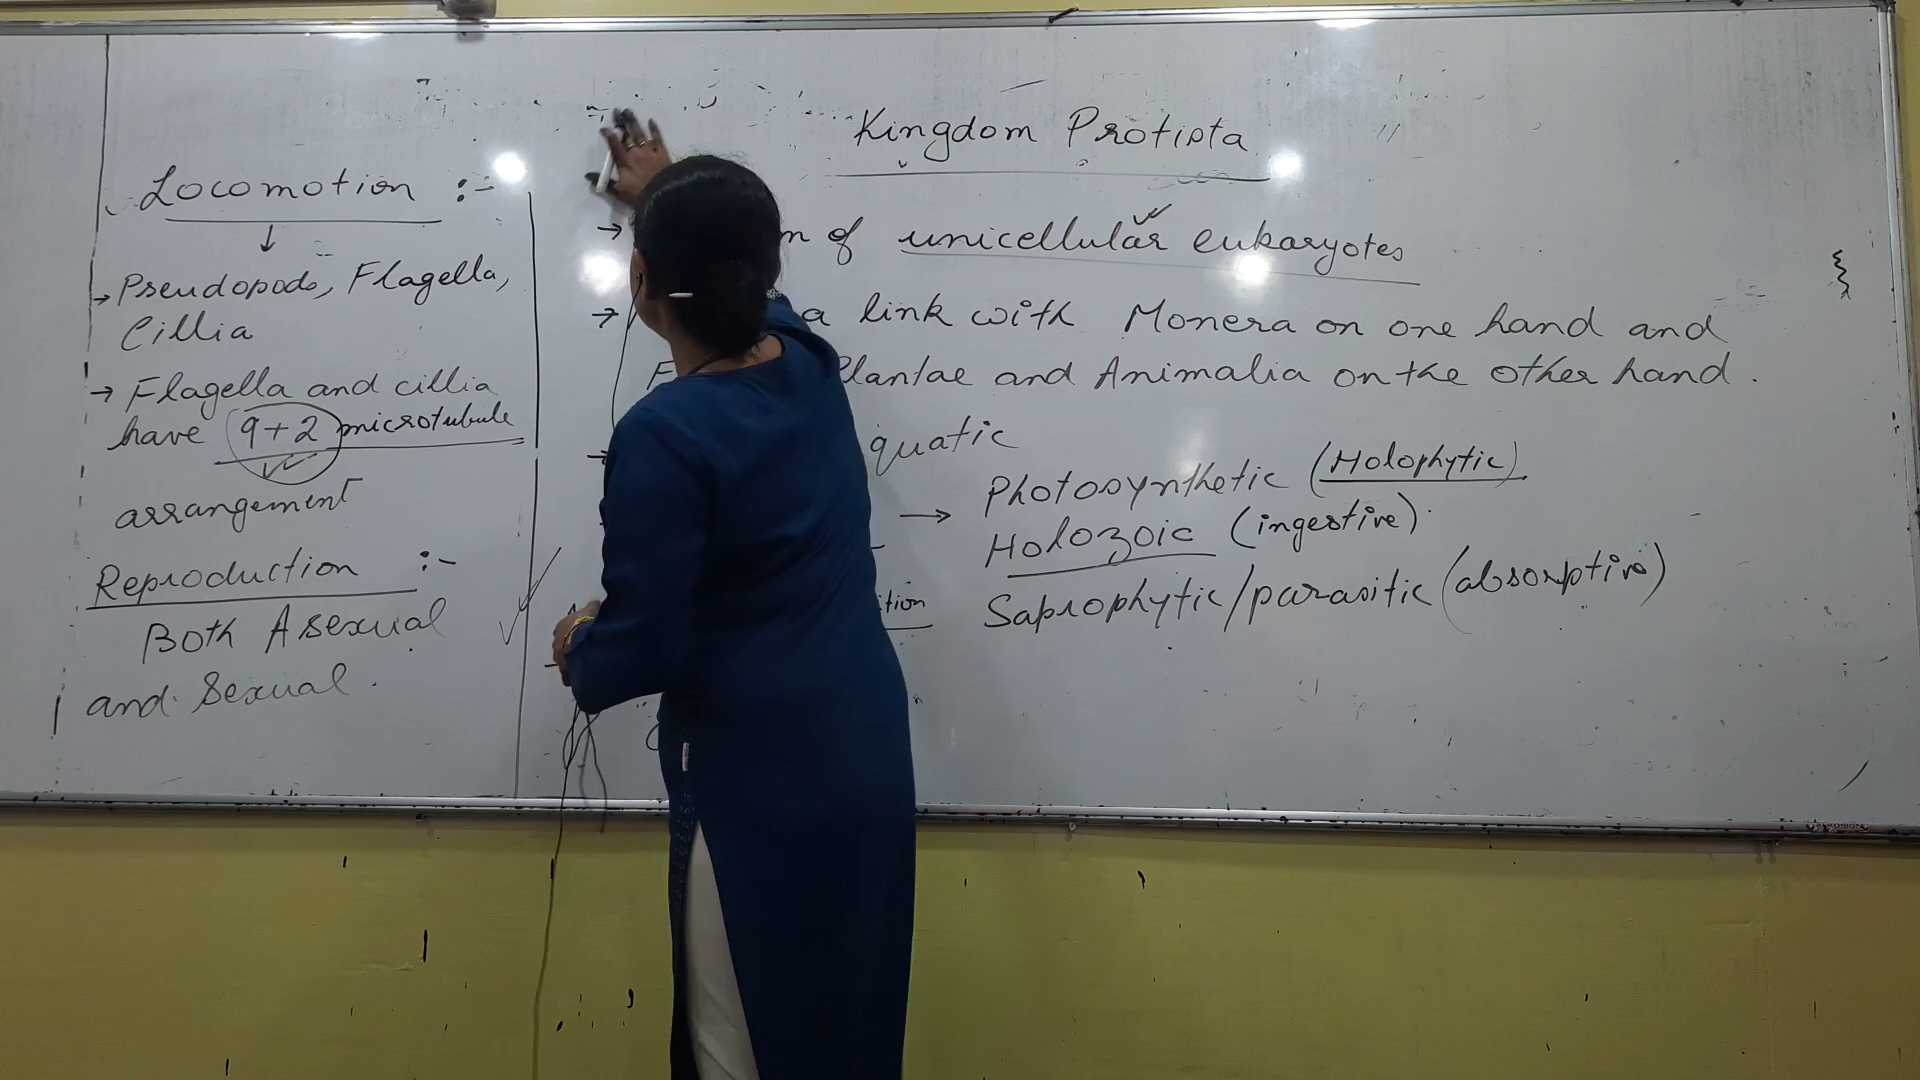 Locomotion :-
→ Pseudopods, Flagella,
Cillia
→ Flagella and cillia
have 9+2 microtubule
arrangement
Reproduction :-
Both Asexual
and Sexual.
Kingdom Protista
→ of unicellular eukaryotes
→ a link with Monera on one hand and
Plantae and Animalia on the other hand.
quatic
→ Photosynthetic (Holophytic)
Holozoic (ingestive)
ition Saprophytic/parasitic (absorptive)